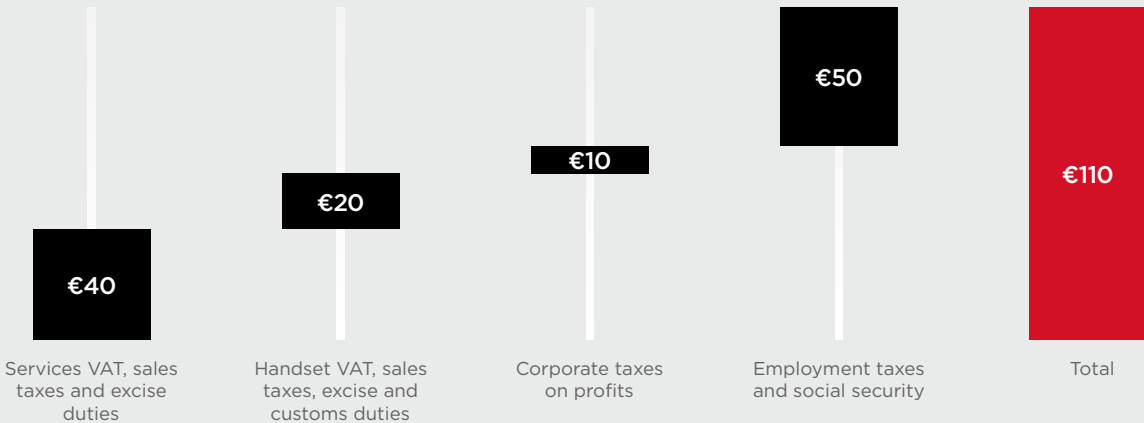 €50
€110
€10
€20
€40
Services VAT, sales
taxes and excise
duties
Handset VAT, sales
taxes, excise and
customs duties
Corporate taxes
on profits
Employment taxes
and social security
Total